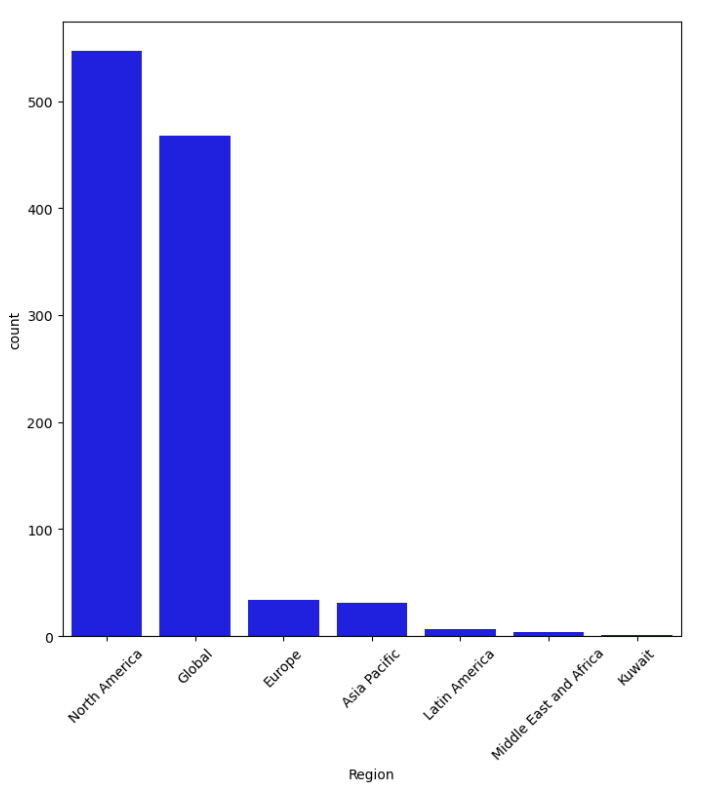 500
400
300
200
100
0
count
North America
Global
Europe
Asia Pacific
Latin America
Middle East and Africa
Kuwait
Region